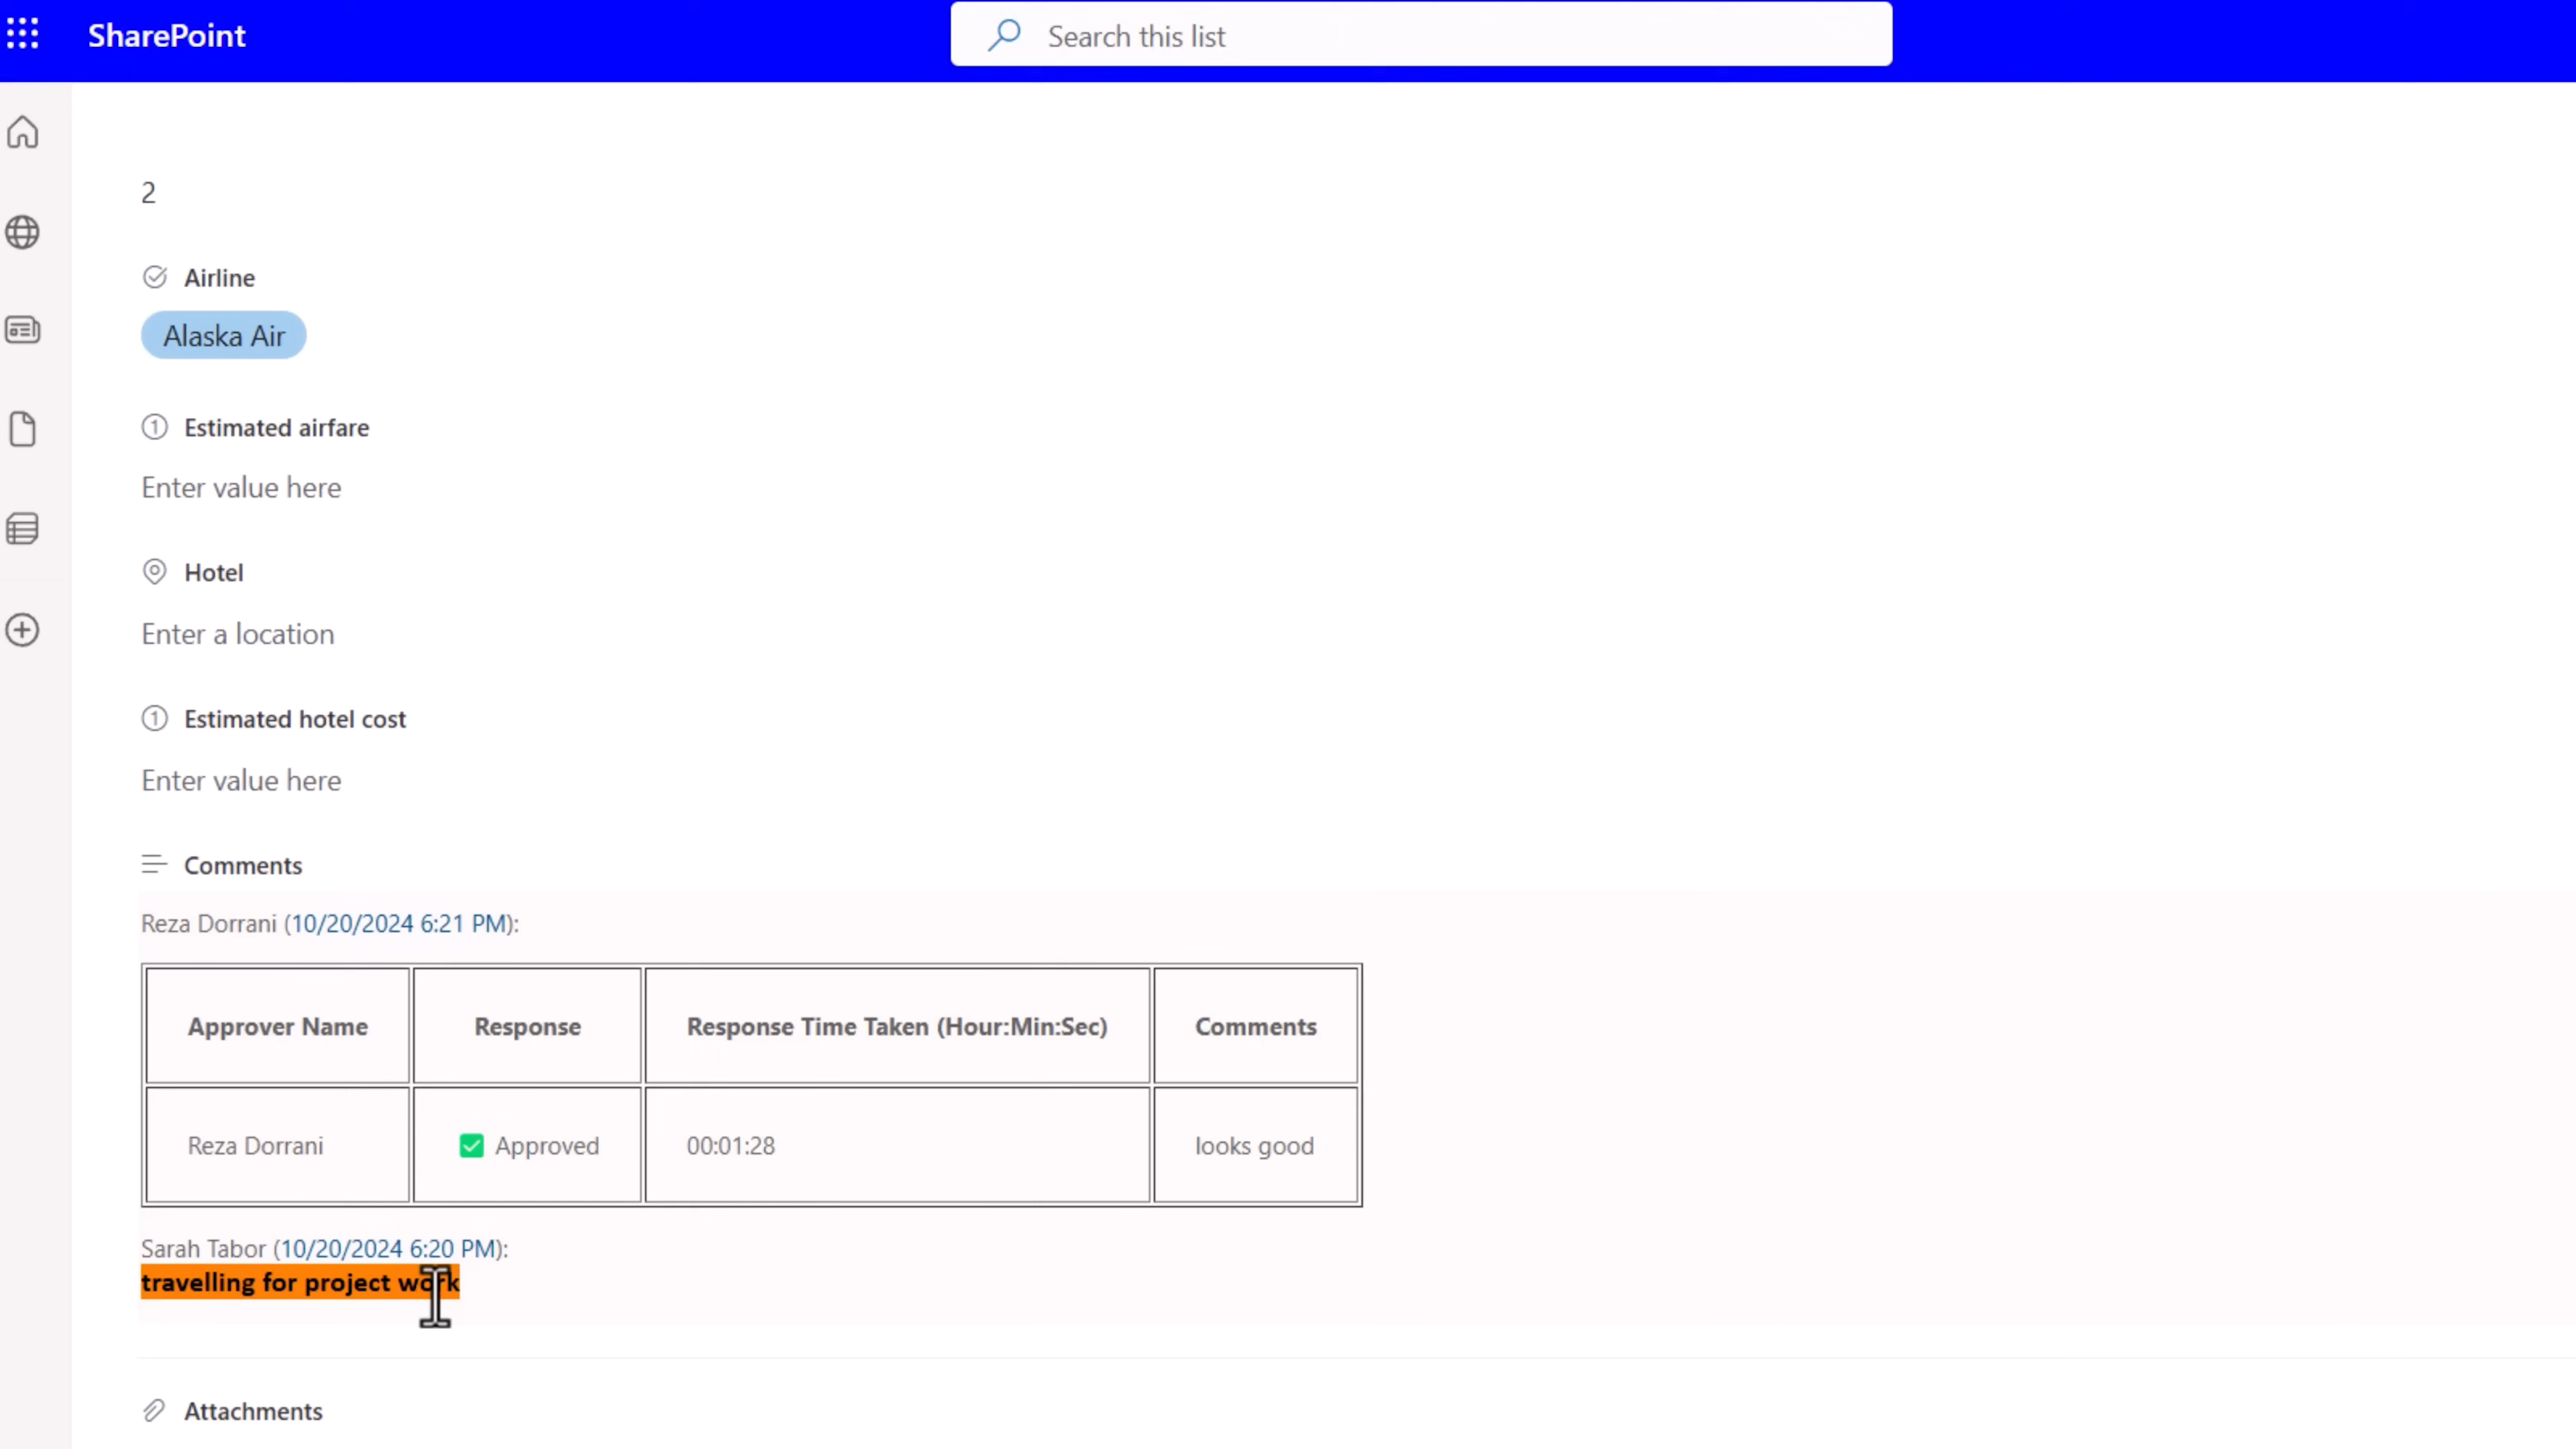 SharePoint
Search this list
2
Airline
Alaska Air
Estimated airfare
Enter value here
Hotel
Enter a location
Estimated hotel cost
Enter value here
Comments
Reza Dorrani (10/20/2024 6:21 PM):
Approver Name Response Response Time Taken (Hour:Min:Sec) Comments
Reza Dorrani Approved 00:01:28 looks good
Sarah Tabor (10/20/2024 6:20 PM):
travelling for project work
Attachments